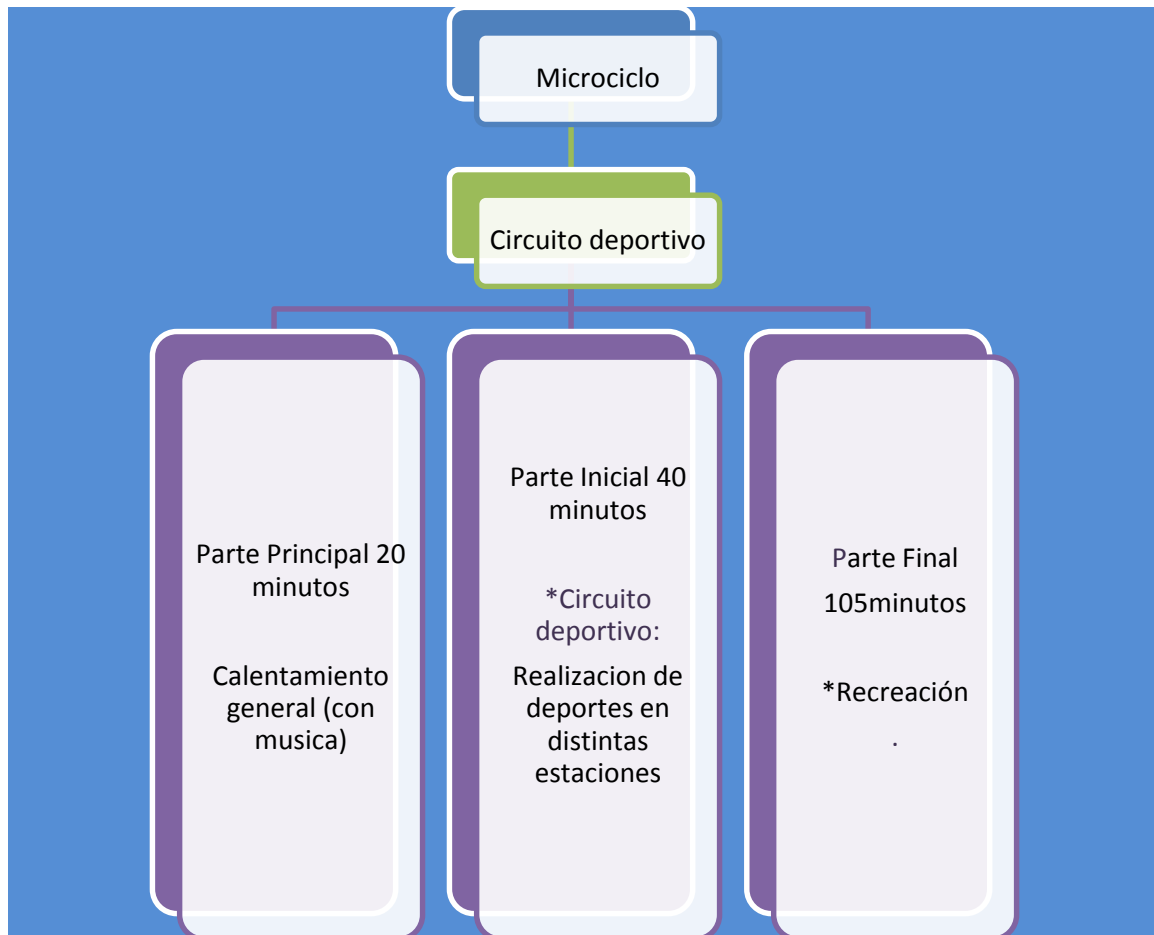 Microciclo
Circuito deportivo
Parte Principal 20
minutos
Calentamiento
general (con
musica)
Parte Inicial 40
minutos
*Circuito
deportivo:
Realizacion de
deportes en
distintas
estaciones
Parte Final
105minutos
*Recreación
.